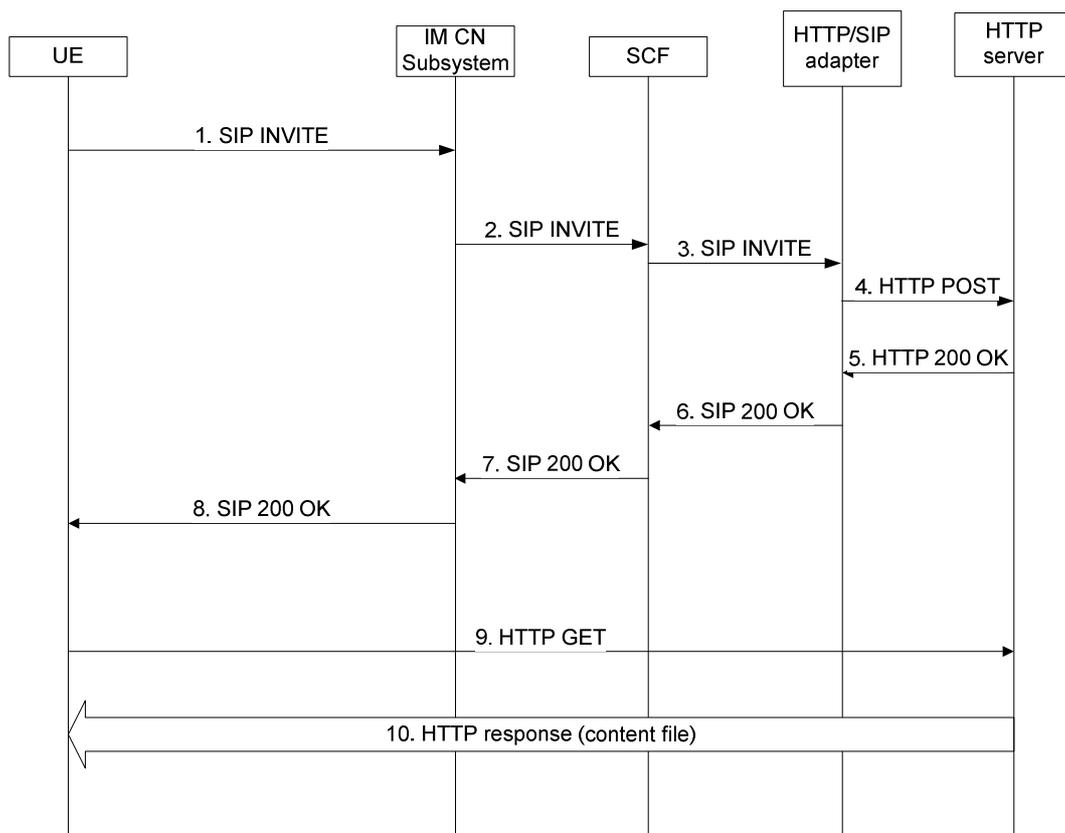 UE
IM CN
Subsystem
SCF
HTTP/SIP
adapter
HTTP
server
1. SIP INVITE
2. SIP INVITE
3. SIP INVITE
4. HTTP POST
5. HTTP 200 OK
6. SIP 200 OK
7. SIP 200 OK
8. SIP 200 OK
9. HTTP GET
10. HTTP response (content file)